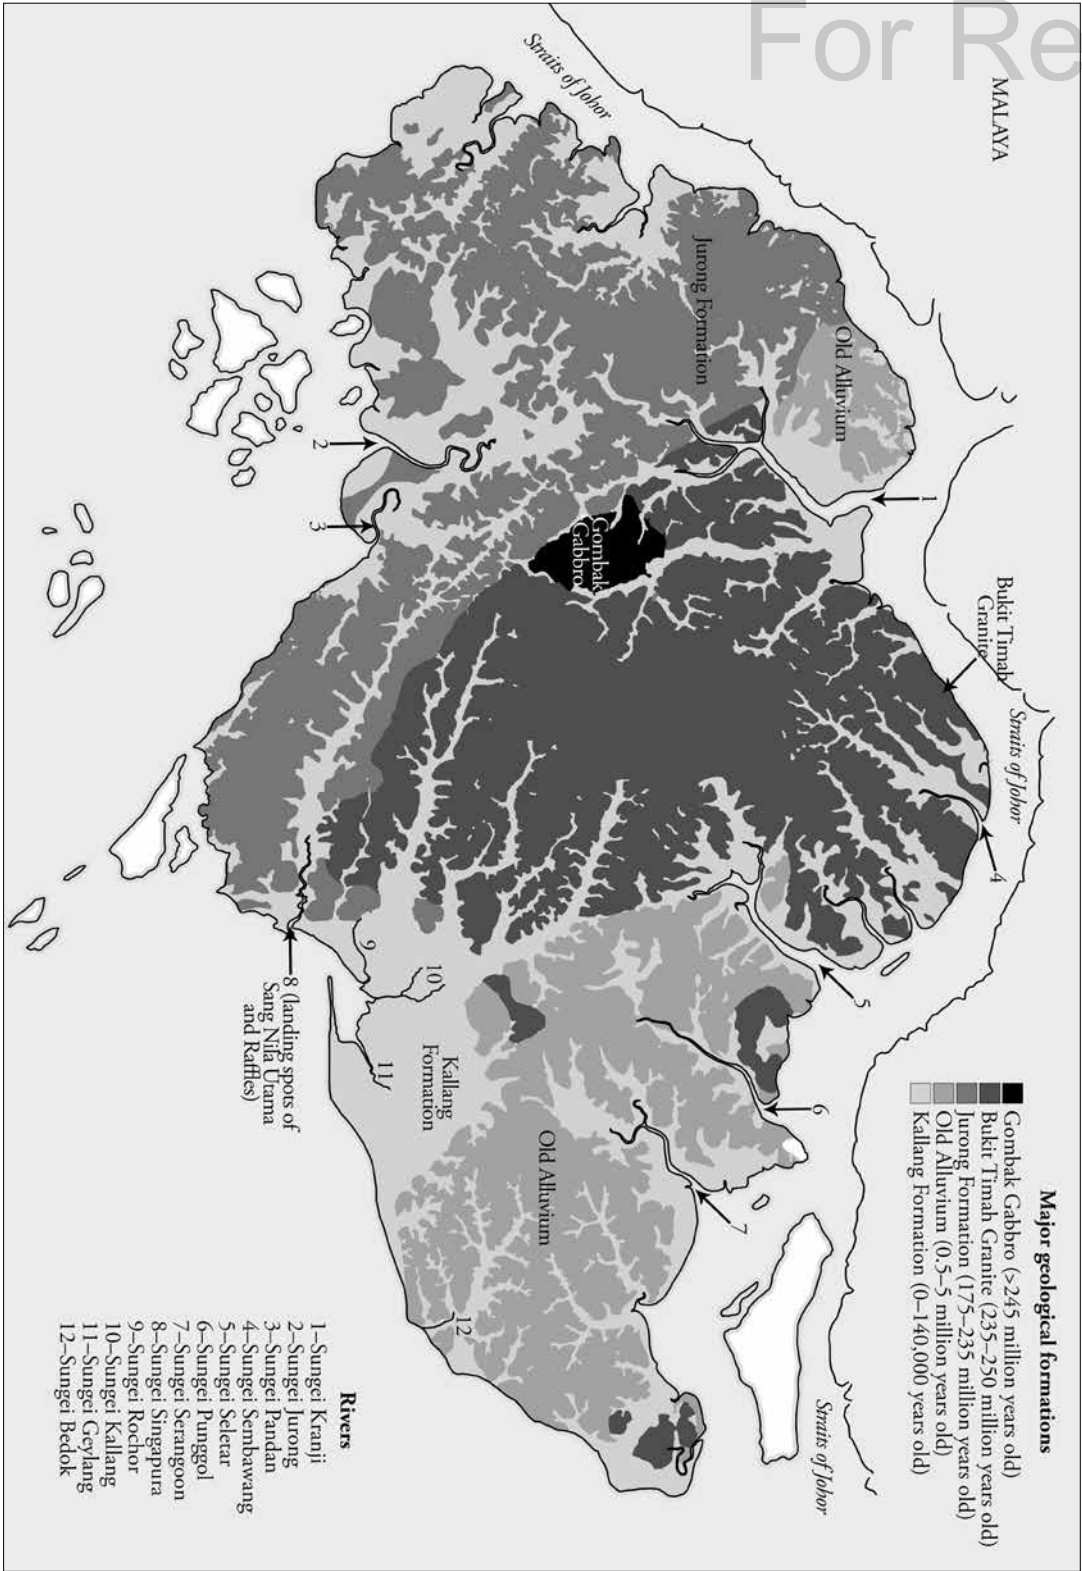 For Re
MALAYA
Straits of Johor
Jurong Formation
Old Alluvium
1
2
3
Gombak
Gabbro
Bukit Timah
Granite
Straits of Johor
4
5
6
7
8 (landing spots of
Sang Nila Utama
and Raffles)
9
10
11
Kallang
Formation
Old Alluvium
12
Straits of Johor
Major geological formations
Gombak Gabbro (>245 million years old)
Bukit Timah Granite (235–250 million years old)
Jurong Formation (175–235 million years old)
Old Alluvium (0.5–5 million years old)
Kallang Formation (0–140,000 years old)
Rivers
1–Sungei Kranji
2–Sungei Jurong
3–Sungei Pandan
4–Sungei Sembawang
5–Sungei Seletar
6–Sungei Punggol
7–Sungei Serangoon
8–Sungei Singapura
9–Sungei Rochor
10–Sungei Kallang
11–Sungei Geylang
12–Sungei Bedok